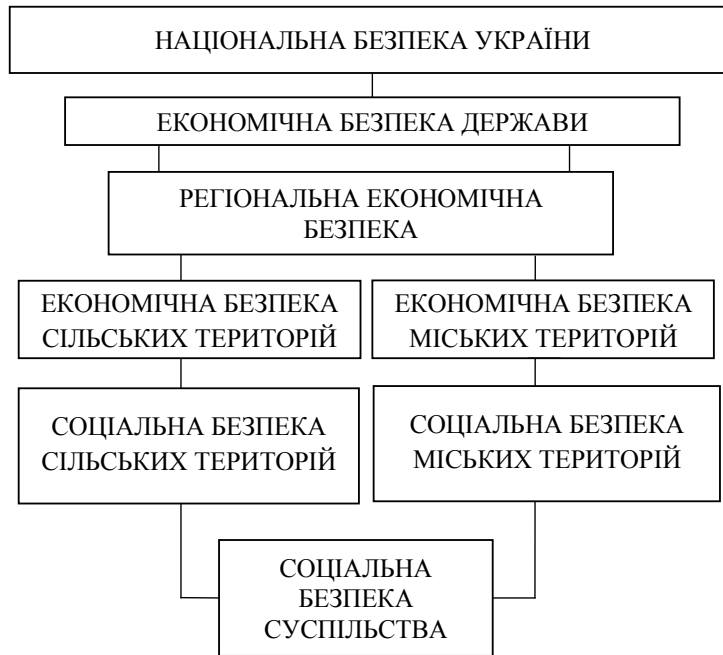 НАЦІОНАЛЬНА БЕЗПЕКА УКРАЇНИ
ЕКОНОМІЧНА БЕЗПЕКА ДЕРЖАВИ
РЕГІОНАЛЬНА ЕКОНОМІЧНА
БЕЗПЕКА
ЕКОНОМІЧНА БЕЗПЕКА
СІЛЬСЬКИХ ТЕРИТОРІЙ
ЕКОНОМІЧНА БЕЗПЕКА
МІСЬКИХ ТЕРИТОРІЙ
СОЦІАЛЬНА БЕЗПЕКА
СІЛЬСЬКИХ ТЕРИТОРІЙ
СОЦІАЛЬНА БЕЗПЕКА
МІСЬКИХ ТЕРИТОРІЙ
СОЦІАЛЬНА
БЕЗПЕКА
СУСПІЛЬСТВА